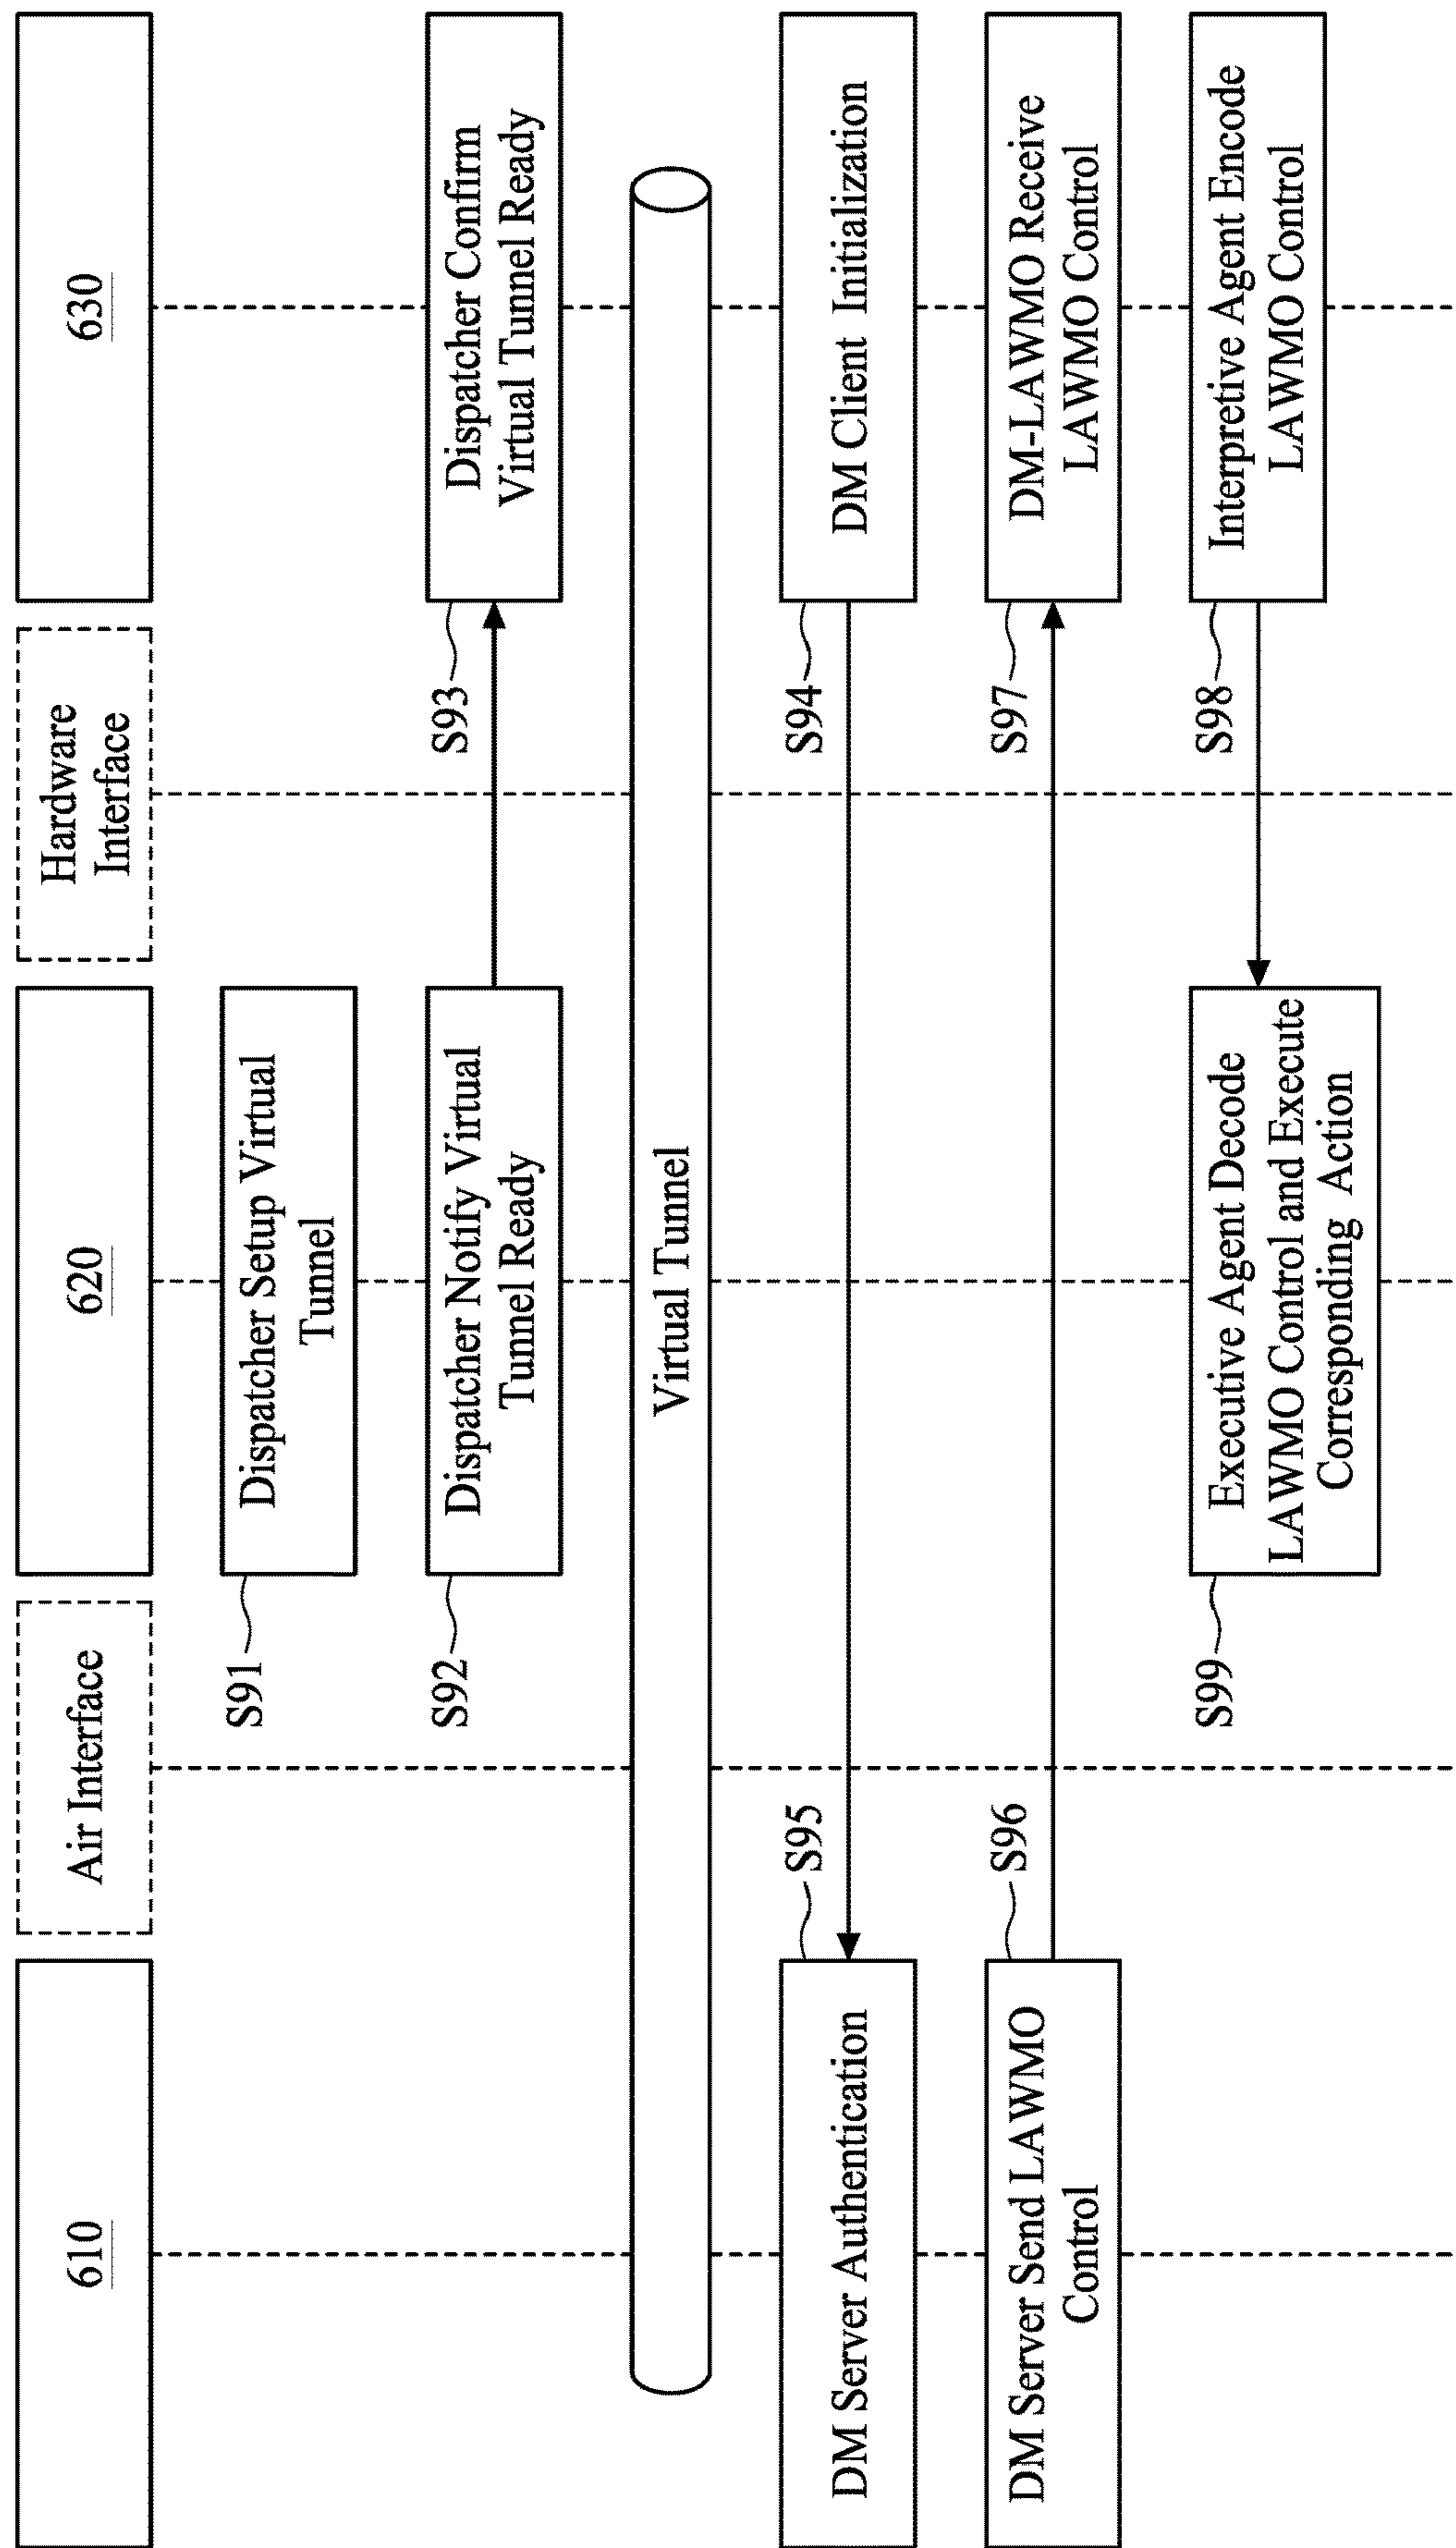 610
Air Interface
620
Hardware
Interface
630
S91
Dispatcher Setup Virtual
Tunnel
S92
Dispatcher Notify Virtual
Tunnel Ready
S93
Dispatcher Confirm
Virtual Tunnel Ready
Virtual Tunnel
DM Server Authentication
S95
S94
DM Client Initialization
DM Server Send LAWMO
Control
S96
S97
DM-LAWMO Receive
LAWMO Control
S99
Executive Agent Decode
LAWMO Control and Execute
Corresponding Action
S98
Interpretive Agent Encode
LAWMO Control